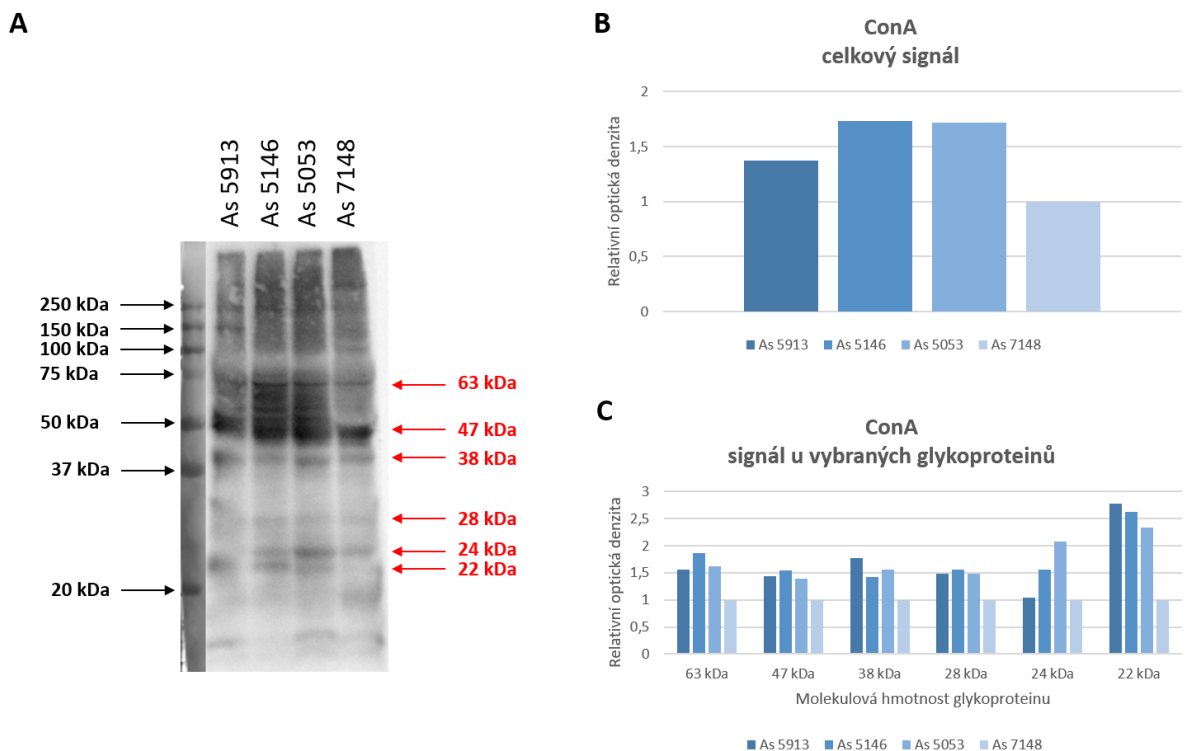 A
As 5913
As 5146
As 5053
As 7148
250 kDa
150 kDa
100 kDa
75 kDa
50 kDa
37 kDa
20 kDa
63 kDa
47 kDa
38 kDa
28 kDa
24 kDa
22 kDa
B
ConA
celkový signál
Relativní optická denzita
2
1,5
1
0,5
0
As 5913 As 5146 As 5053 As 7148
C
ConA
signál u vybraných glykoproteinů
Relativní optická denzita
3
2,5
2
1,5
1
0,5
0
63 kDa 47 kDa 38 kDa 28 kDa 24 kDa 22 kDa
Molekulová hmotnost glykoproteinu
As 5913 As 5146 As 5053 As 7148